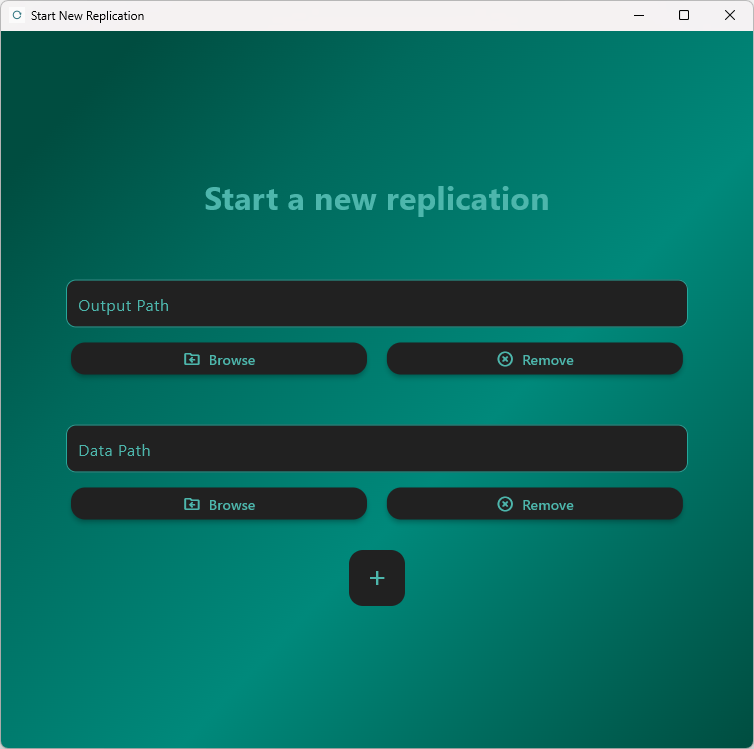 Start New Replication
Start a new replication
Output Path
Browse
Remove
Data Path
Browse
Remove
+